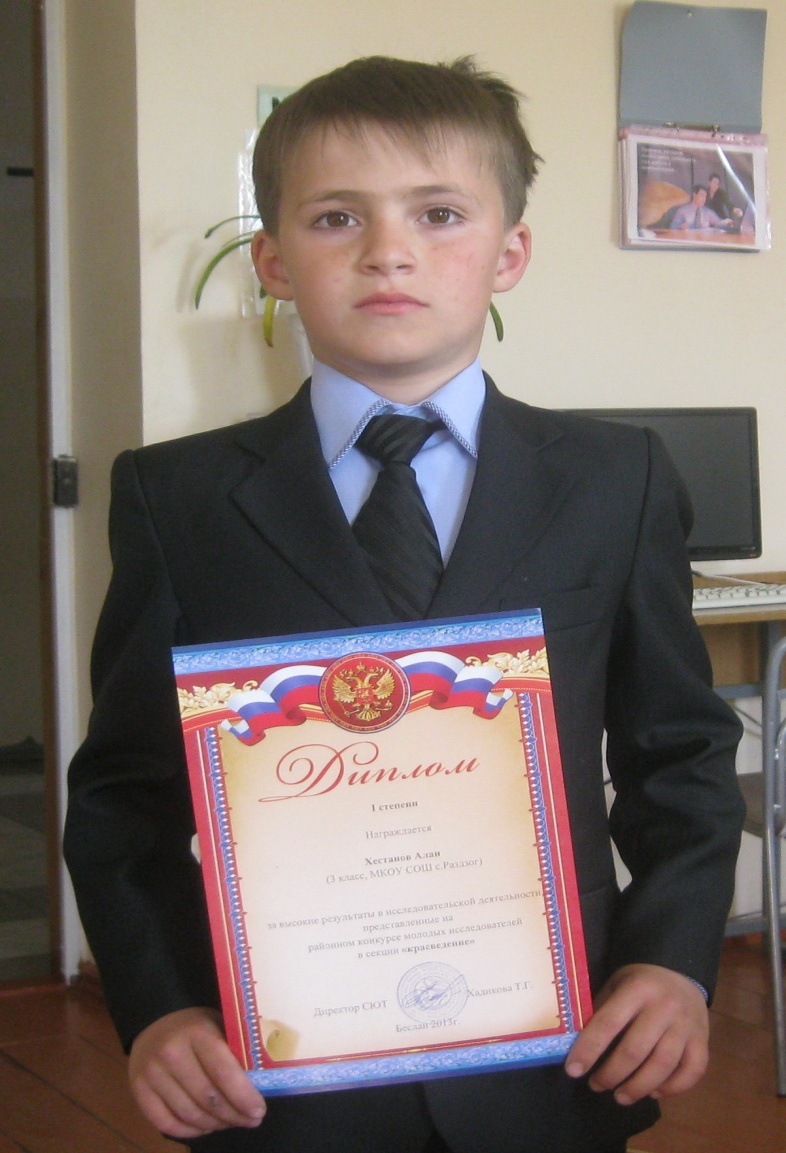 Диплом
I степени
Награждается
Хестанов Алан
(3 класс, МКОУ СОШ с.Раздзог)
за высокие результаты в исследовательской деятельности,
представленные на
районном конкурсе молодых исследователей
в секции «краеведение»
Директор СЮТ Халикова Т.Г.
Беслан 2013г.